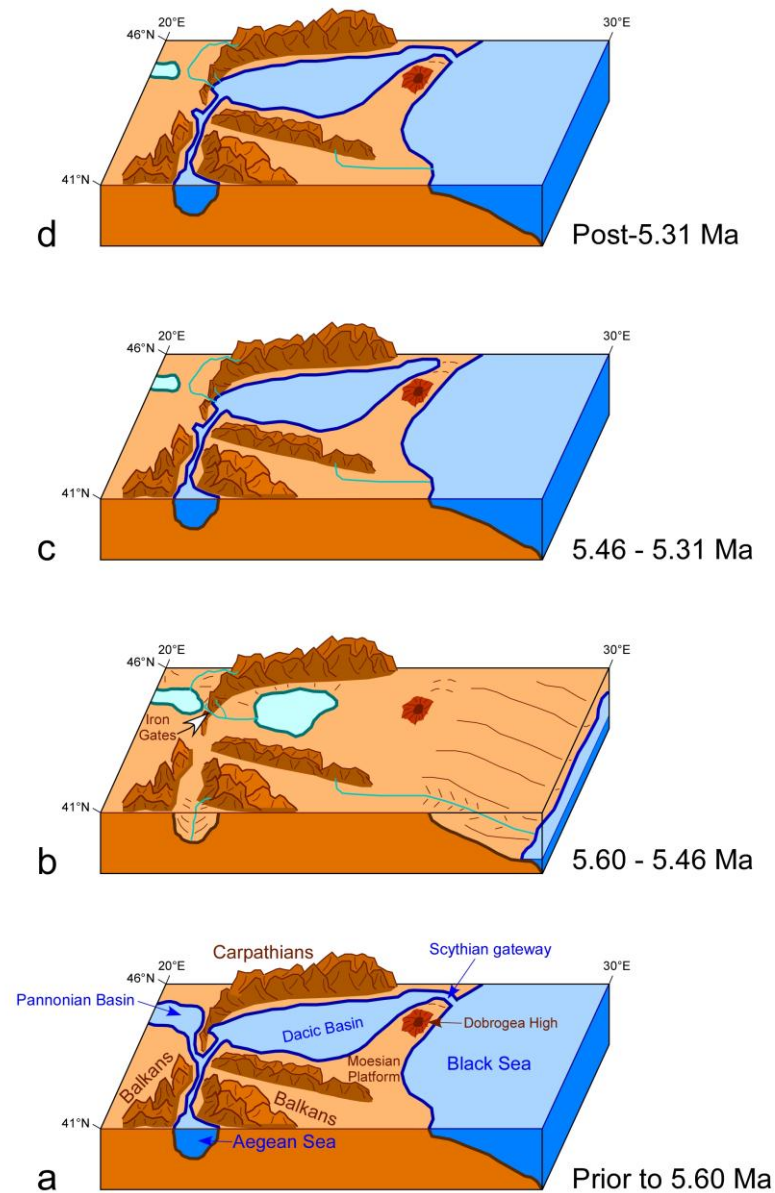 20°E
46°N
30°E
41°N
d
Post-5.31 Ma
20°E
46°N
30°E
41°N
c
5.46 - 5.31 Ma
20°E
46°N
30°E
Iron
Gates
41°N
b
5.60 - 5.46 Ma
Carpathians
Scythian gateway
20°E
46°N
30°E
Pannonian Basin
Dacic Basin
Dobrogea High
Moesian
Platform
Black Sea
Balkans
Balkans
41°N
Aegean Sea
a
Prior to 5.60 Ma